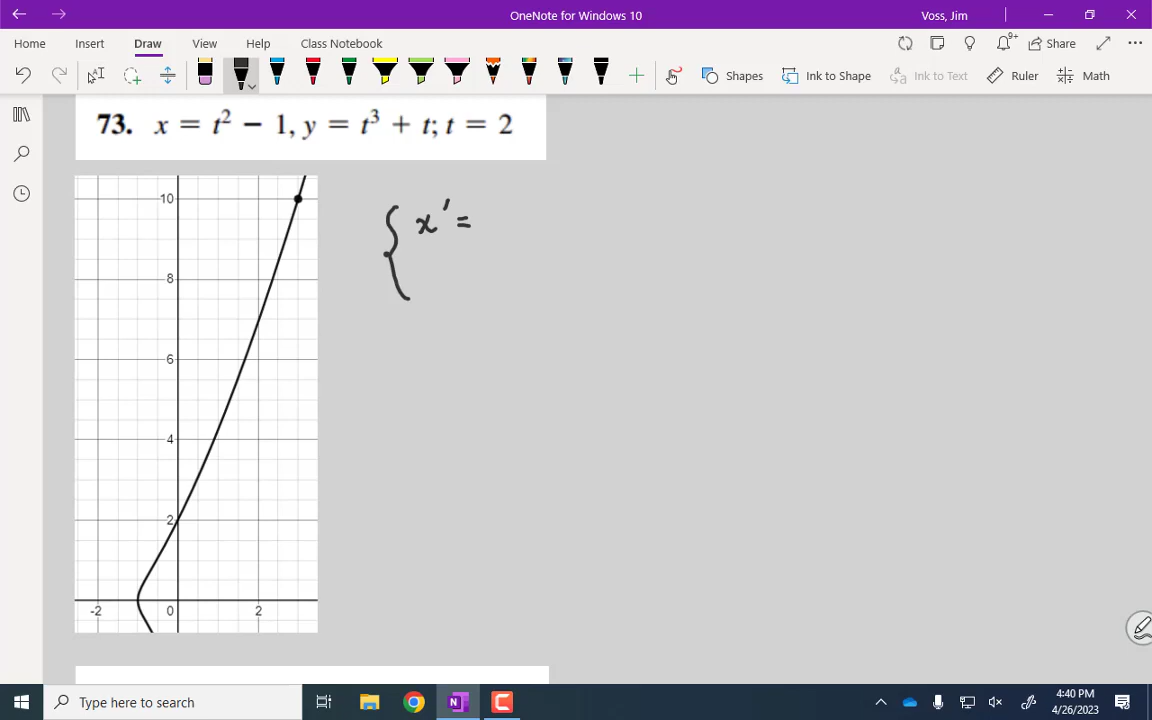 OneNote for Windows 10
Voss, Jim
Home Insert Draw View Help Class Notebook
9+
Share
Shapes
Ink to Shape
Ink to Text
Ruler
Math
73. x = t² − 1, y = t³ + t; t = 2
{ x' =
10
8
6
4
2
-2 0 2
Type here to search
4:40 PM
4/26/2023